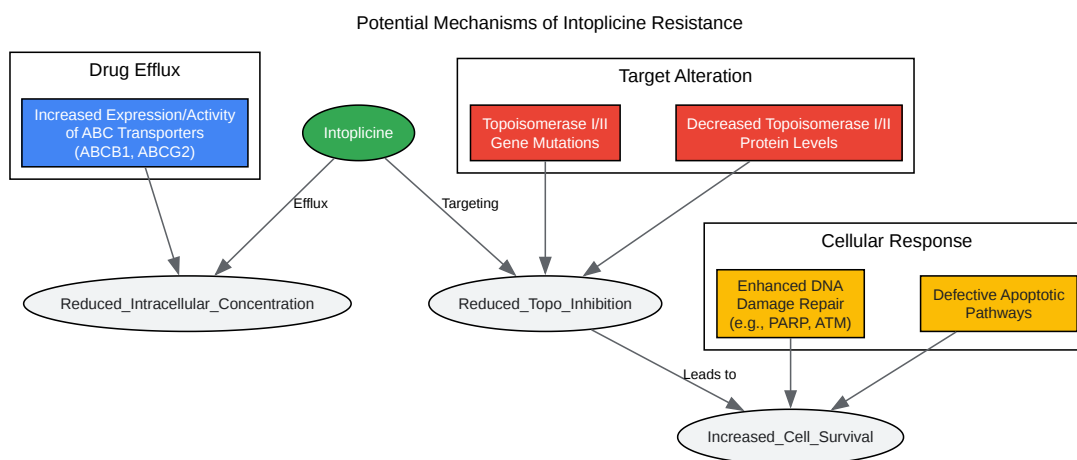 Potential Mechanisms of Intoplicine Resistance
Drug Efflux
Increased Expression/Activity
of ABC Transporters
(ABCB1, ABCG2)
Intoplicine
Target Alteration
Topoisomerase I/II
Gene Mutations
Decreased Topoisomerase I/II
Protein Levels
Efflux
Targeting
Cellular Response
Reduced_Intracellular_Concentration
Reduced_Topo_Inhibition
Enhanced DNA
Damage Repair
(e.g., PARP, ATM)
Defective Apoptotic
Pathways
Leads to
Increased_Cell_Survival